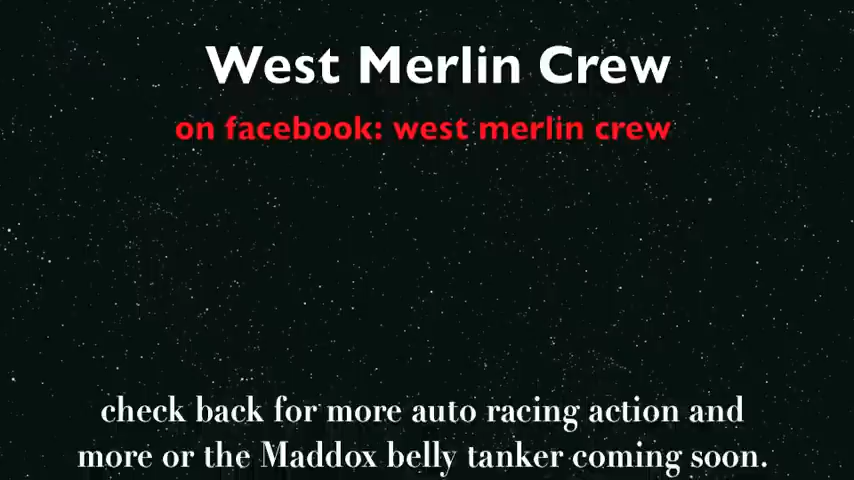 West Merlin Crew
on facebook: west merlin crew
check back for more auto racing action and
more or the Maddox belly tanker coming soon.